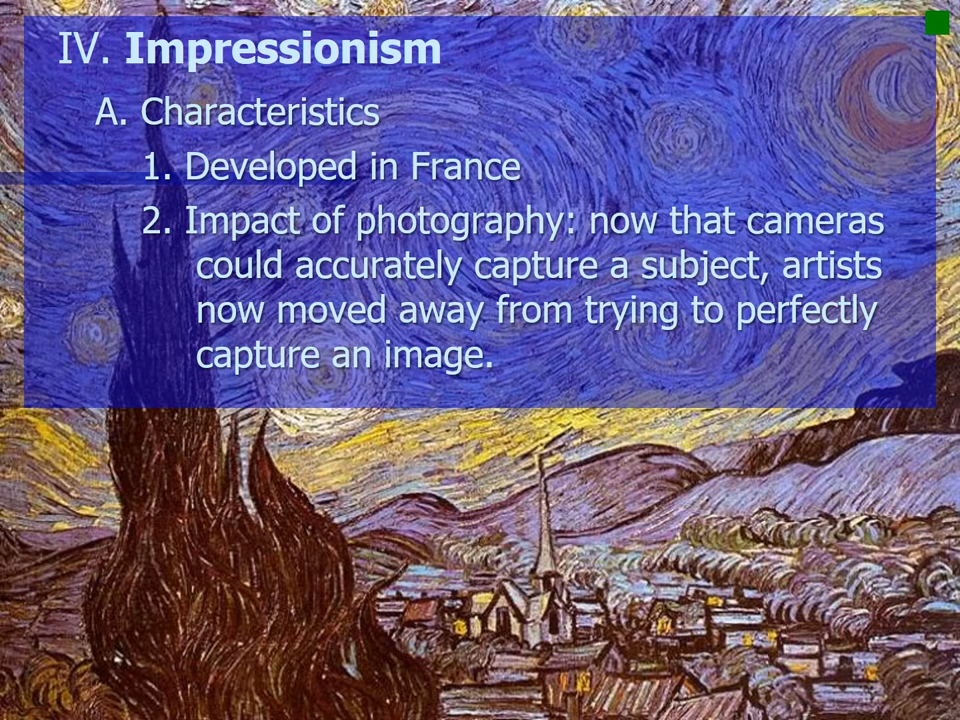 IV. Impressionism
A. Characteristics
1. Developed in France
2. Impact of photography: now that cameras
could accurately capture a subject, artists
now moved away from trying to perfectly
capture an image.